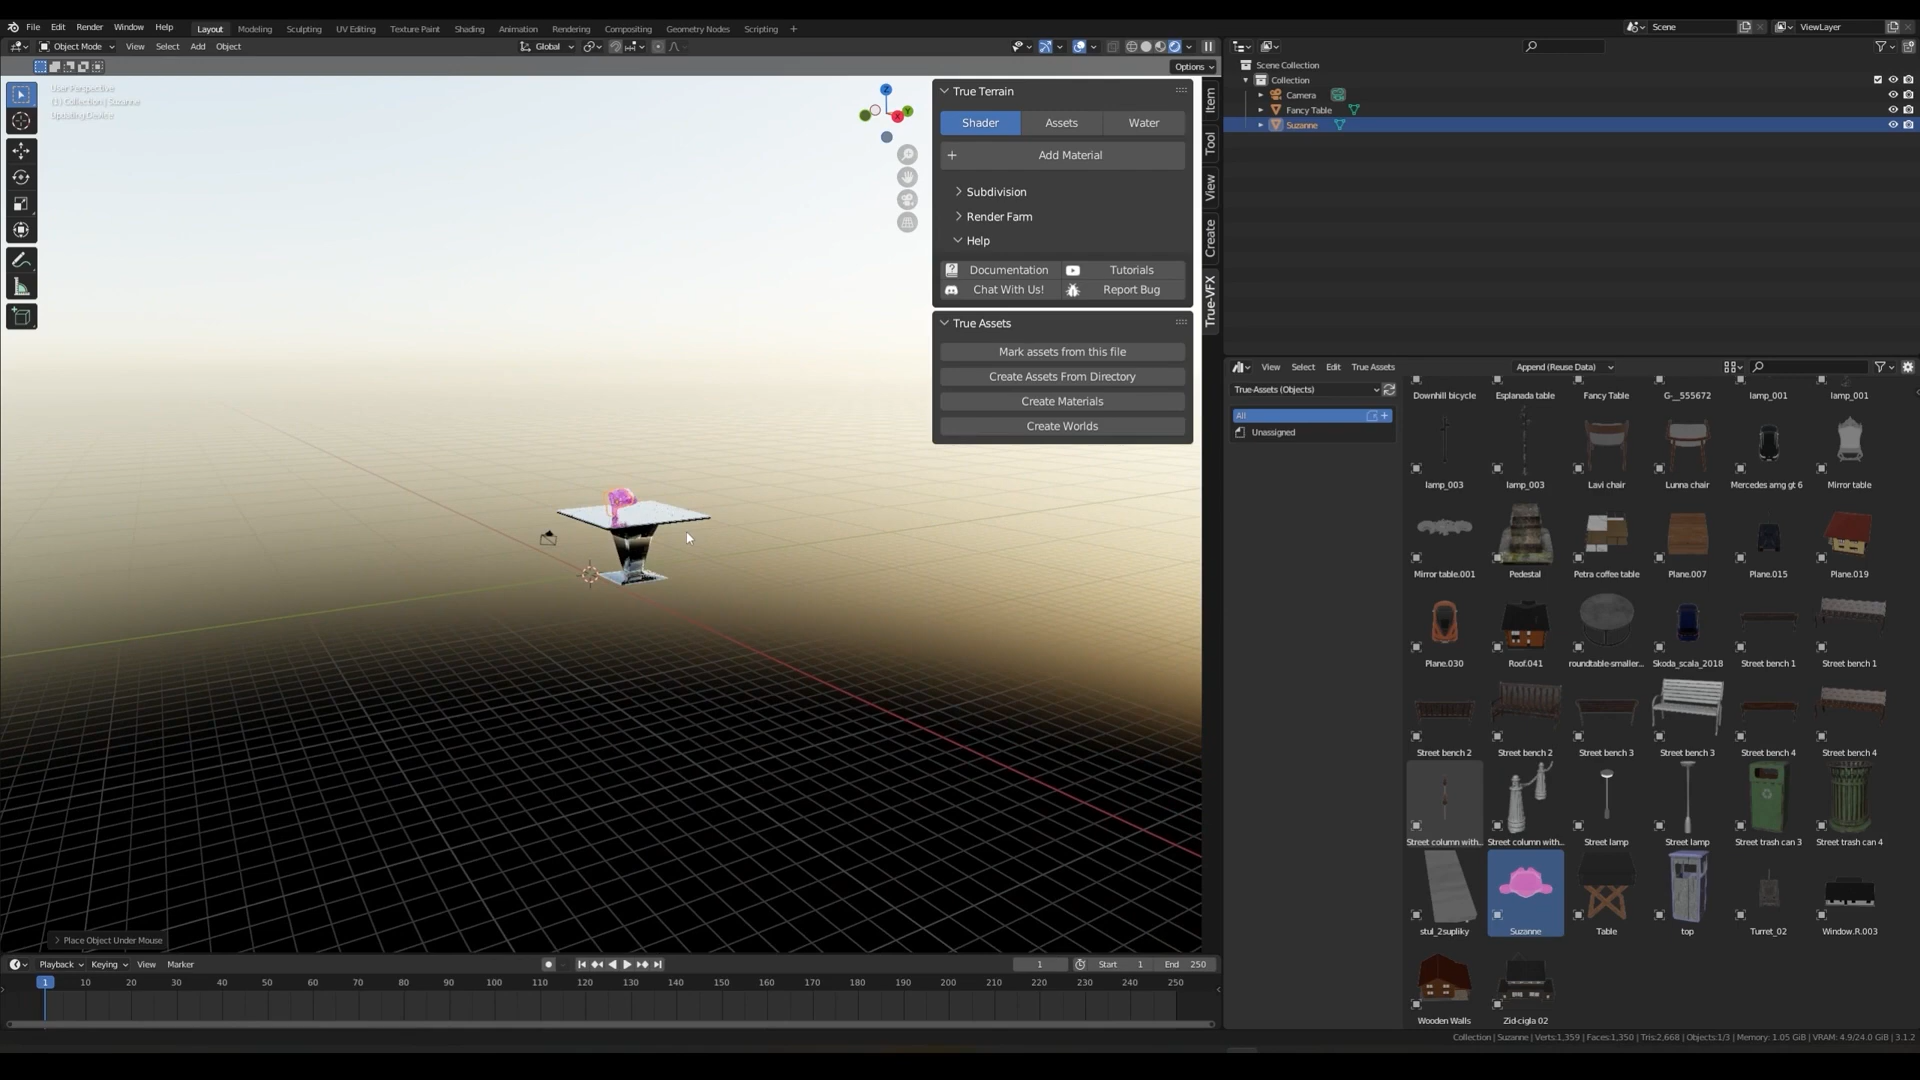 File Edit Render Window Help Layout Modeling Sculpting UV Editing Texture Paint Shading Animation Rendering Compositing Geometry Nodes Scripting + Scene ViewLayer
Object Mode View Select Add Object Global
Options
User Perspective
(1) Collection | Suzanne
Updating Device
Z
Y
X
True Terrain
Shader Assets Water
+ Add Material
Subdivision
Render Farm
Help
Documentation Tutorials
Chat With Us! Report Bug
True Assets
Mark assets from this file
Create Assets From Directory
Create Materials
Create Worlds
Item
Tool
View
Create
True-VFX
Scene Collection
Collection
Camera
Fancy Table
Suzanne
View Select Edit True Assets Append (Reuse Data)
True-Assets (Objects)
All
Unassigned
Downhill bicycle Esplanada table Fancy Table G-__555672 lamp_001 lamp_001
lamp_003 lamp_003 Lavi chair Lunna chair Mercedes amg gt 6 Mirror table
Mirror table.001 Pedestal Petra coffee table Plane.007 Plane.015 Plane.019
Plane.030 Roof.041 roundtable-smaller... Skoda_scala_2018 Street bench 1 Street bench 1
Street bench 2 Street bench 2 Street bench 3 Street bench 3 Street bench 4 Street bench 4
Street column with... Street column with... Street lamp Street lamp Street trash can 3 Street trash can 4
stul_2supliky Suzanne Table top Turret_02 Window.R.003
Wooden Walls Zid-cigla 02
Place Object Under Mouse
Playback Keying View Marker 1 Start 1 End 250
1 10 20 30 40 50 60 70 80 90 100 110 120 130 140 150 160 170 180 190 200 210 220 230 240 250
Collection | Suzanne | Verts:1,359 | Faces:1,350 | Tris:2,668 | Objects:1/3 | Memory: 1.05 GiB | VRAM: 4.9/24.0 GiB | 3.1.2